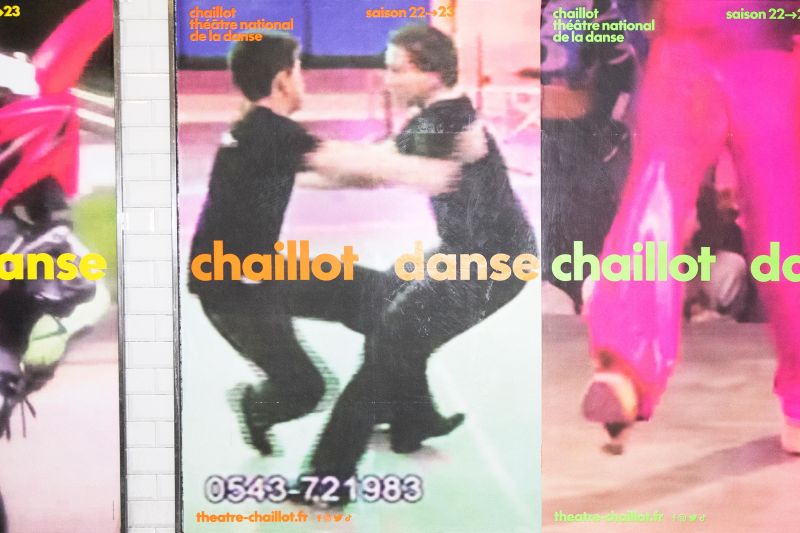 →23
anse
chaillot
théâtre national
de la danse
saison 22→23
chaillot danse
0543-721983
theatre-chaillot.fr
chaillot
théâtre national
de la danse
saison 22→2
chaillot da
theatre-chaillot.fr